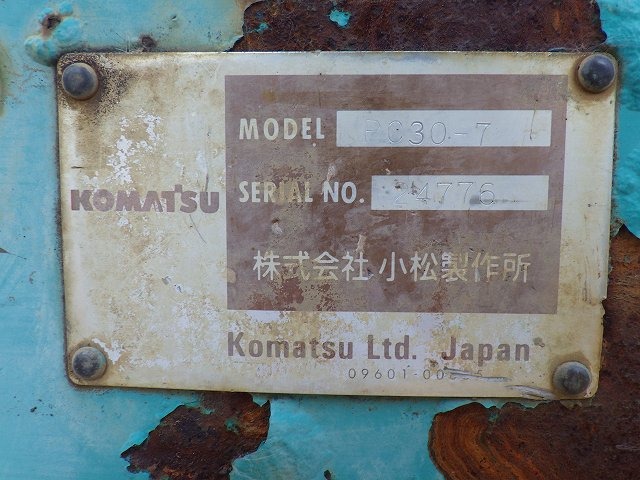 KOMATSU
MODEL PC30-7
SERIAL NO. 24776
株式会社 小松製作所
Komatsu Ltd. Japan